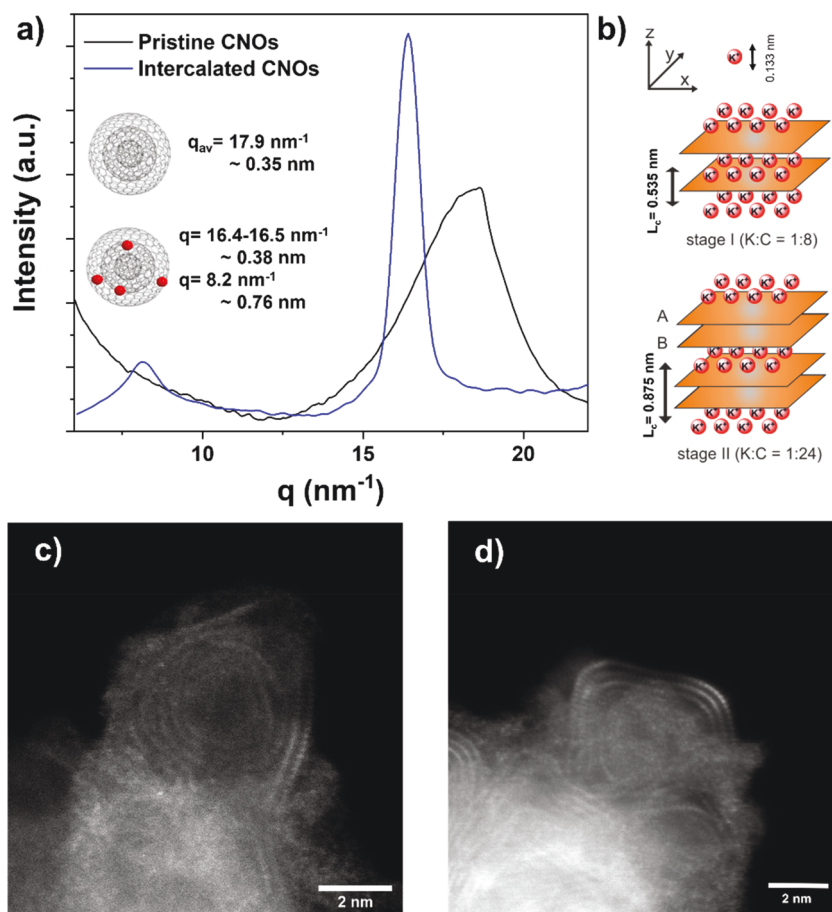 a)
Pristine CNOs
Intercalated CNOs
q_av= 17.9 nm⁻¹
~ 0.35 nm
q= 16.4-16.5 nm⁻¹
~ 0.38 nm
q= 8.2 nm⁻¹
~ 0.76 nm
Intensity (a.u.)
10 15 20
q (nm⁻¹)
b)
z
y
x
K⁺
0.133 nm
K⁺ K⁺ K⁺ K⁺
K⁺ K⁺ K⁺ K⁺
K⁺ K⁺ K⁺ K⁺
K⁺ K⁺ K⁺ K⁺
K⁺ K⁺ K⁺ K⁺
K⁺ K⁺ K⁺ K⁺
L_c= 0.535 nm
stage I (K:C = 1:8)
K⁺ K⁺ K⁺ K⁺
K⁺ K⁺ K⁺ K⁺
A
B
K⁺ K⁺ K⁺ K⁺
K⁺ K⁺ K⁺ K⁺
L_c= 0.875 nm
K⁺ K⁺ K⁺ K⁺
K⁺ K⁺ K⁺ K⁺
stage II (K:C = 1:24)
c)
2 nm
d)
2 nm